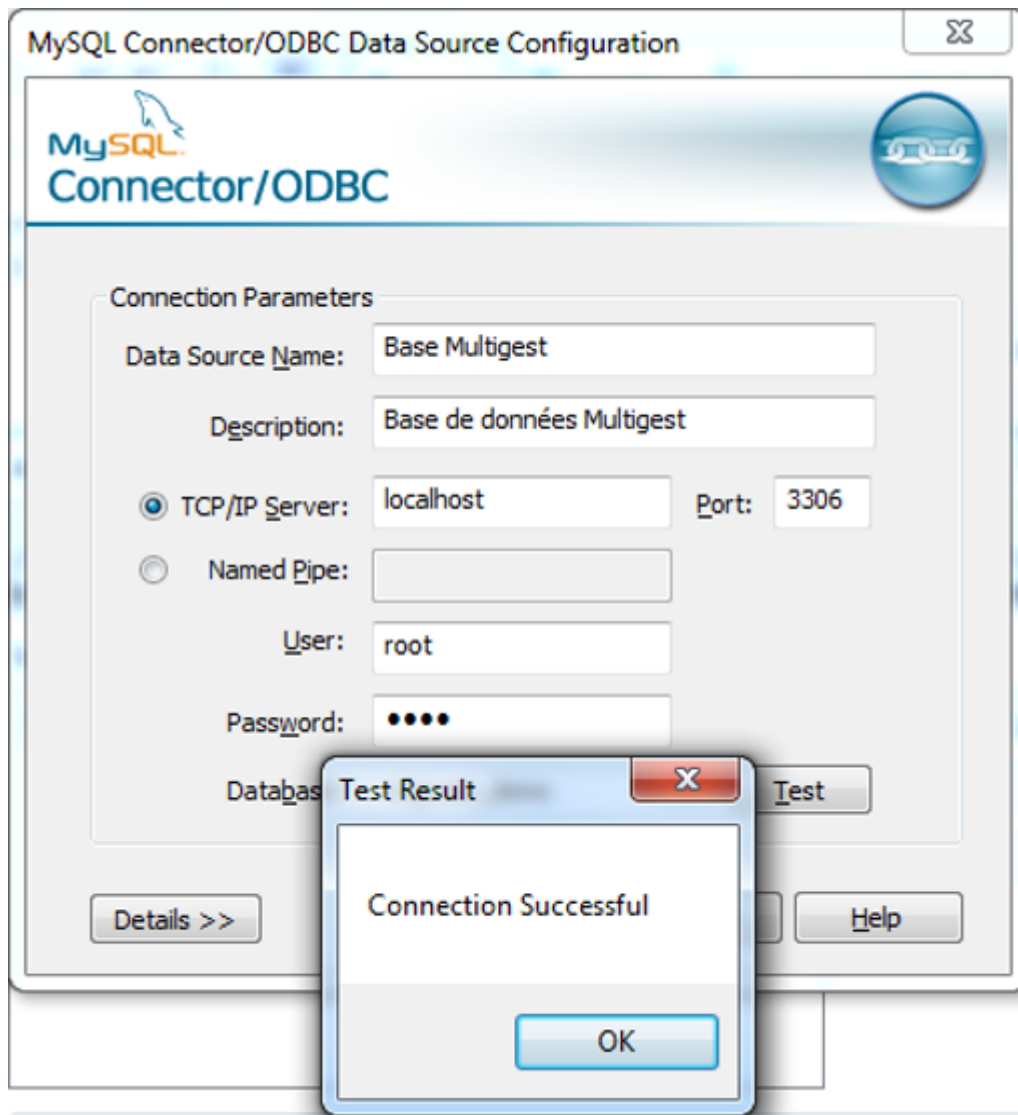 MySQL Connector/ODBC Data Source Configuration
MySQL
Connector/ODBC
Connection Parameters
Data Source Name: Base Multigest
Description: Base de données Multigest
TCP/IP Server: localhost Port: 3306
Named Pipe:
User: root
Password: ••••
Test Result
Test
Connection Successful
Details >> Help
OK